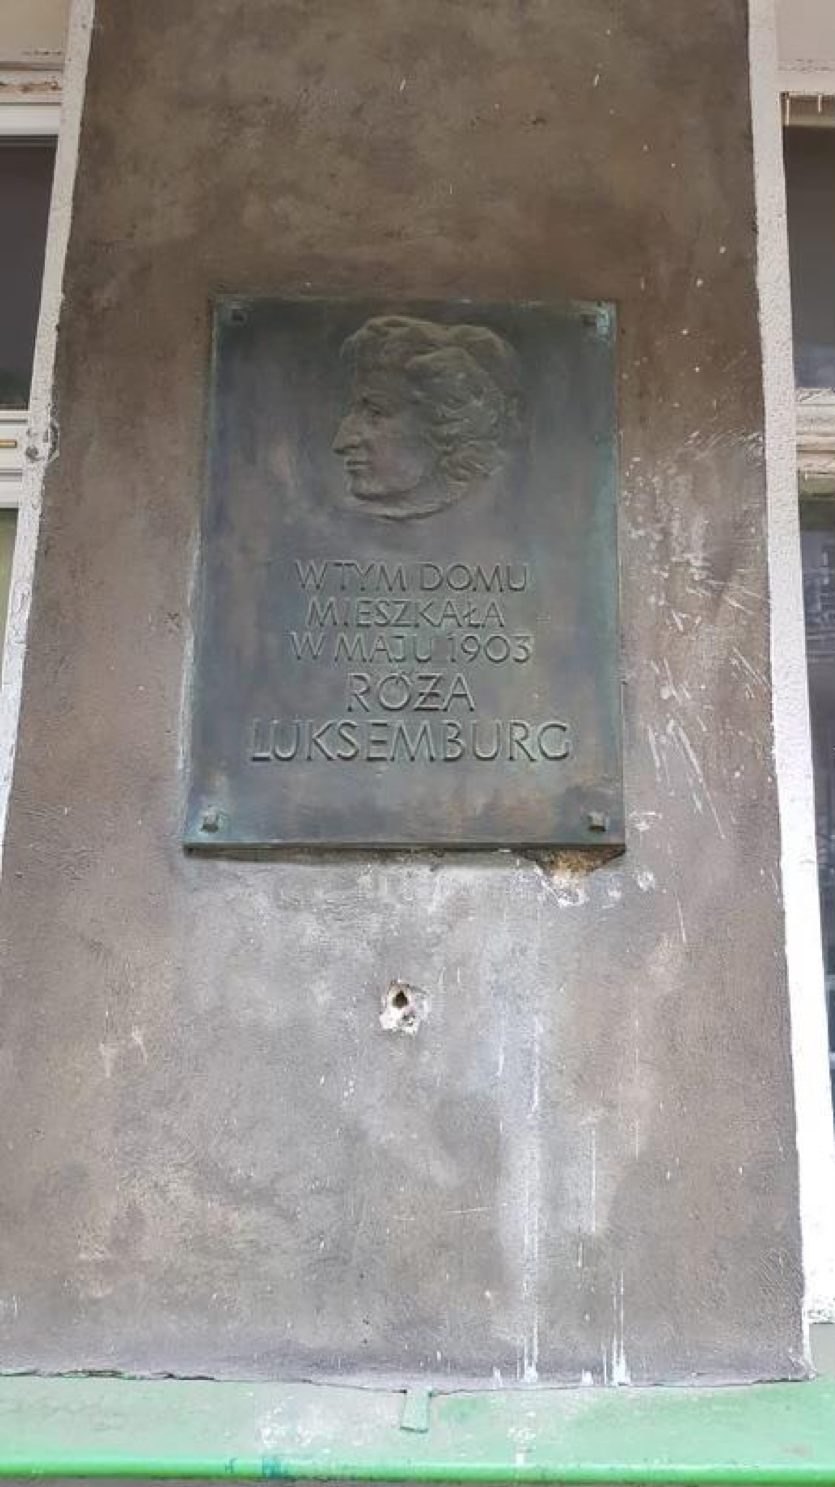 W TYM DOMU
MIESZKAŁA
W MAJU 1903
RÓŻA
LUKSEMBURG